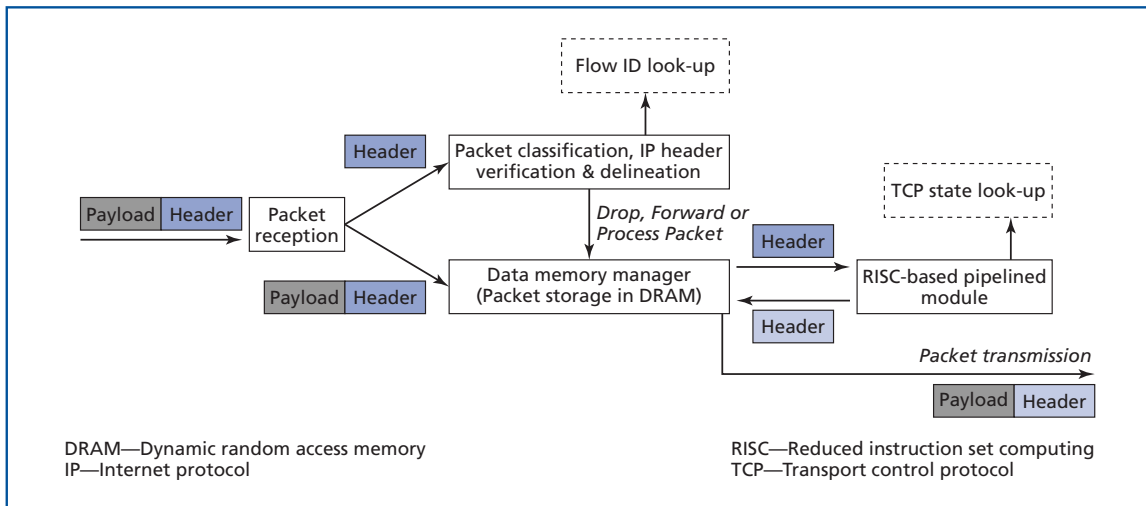 Flow ID look-up
Header
Packet classification, IP header
verification & delineation
TCP state look-up
Payload Header
Packet
reception
Drop, Forward or
Process Packet
Header
Payload Header
Data memory manager
(Packet storage in DRAM)
RISC-based pipelined
module
Header
Packet transmission
Payload Header
DRAM—Dynamic random access memory
IP—Internet protocol
RISC—Reduced instruction set computing
TCP—Transport control protocol